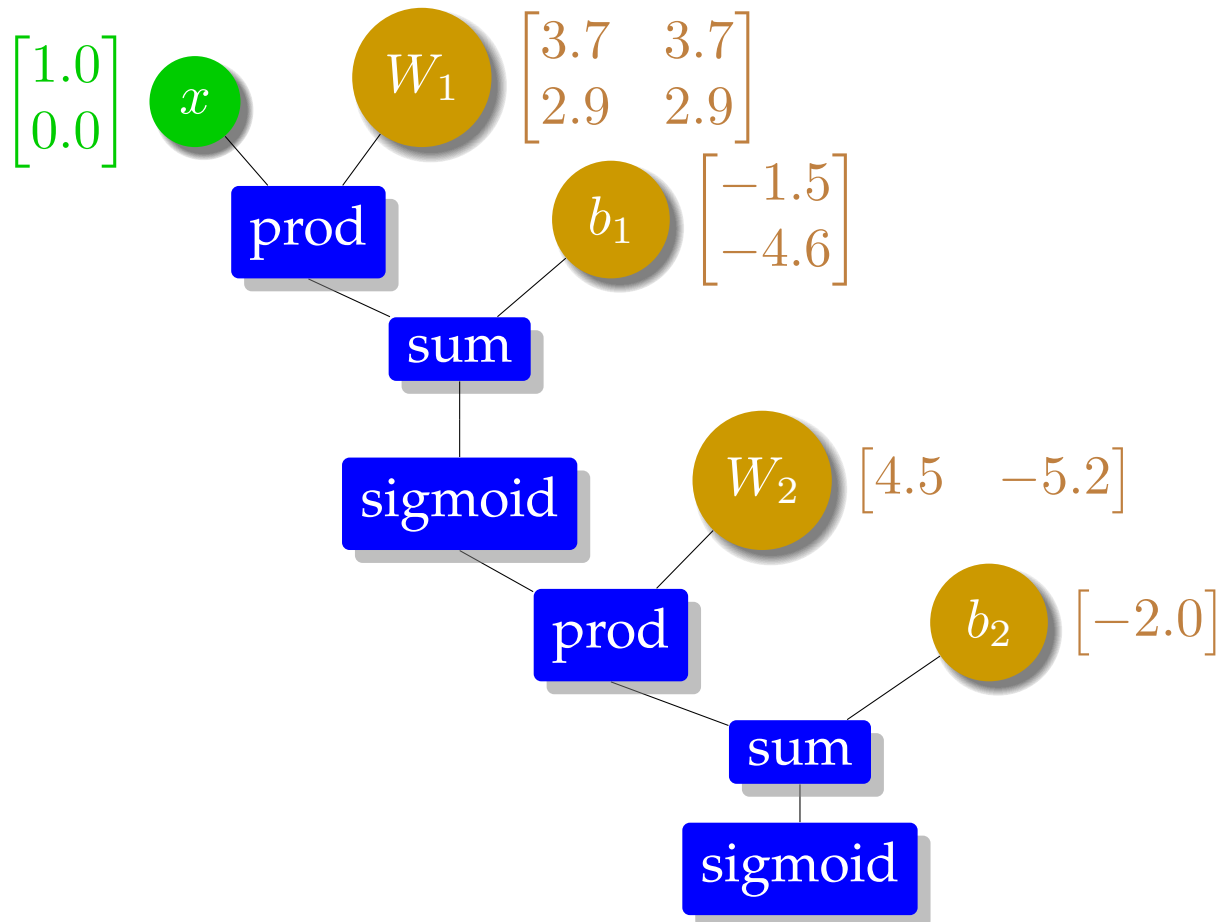 [1.0
0.0]
x
W₁
[3.7 3.7
2.9 2.9]
prod
b₁
[−1.5
−4.6]
sum
sigmoid
W₂
[4.5 −5.2]
prod
b₂
[−2.0]
sum
sigmoid